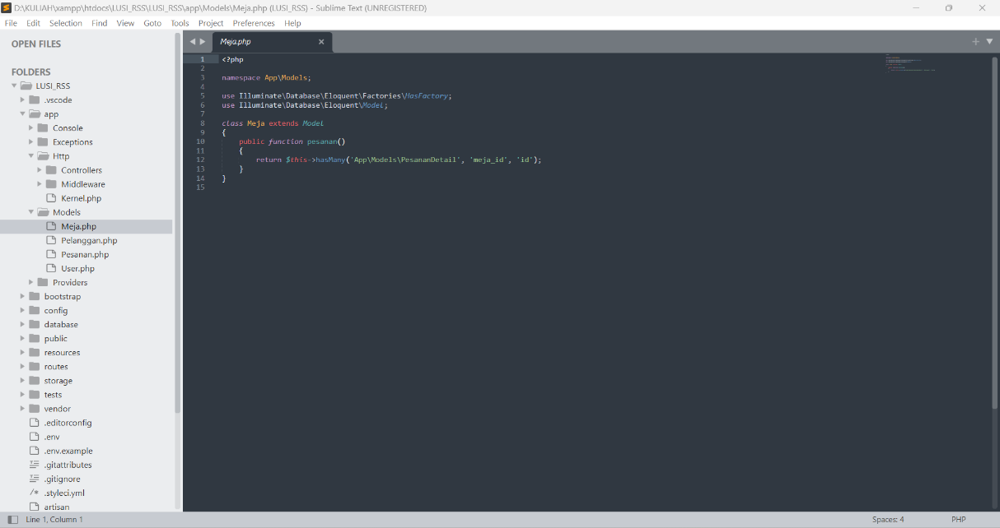 D:\KULIAH\xampp\htdocs\LUSI_RSS\LUSI_RSS\app\Models\Meja.php (LUSI_RSS) - Sublime Text (UNREGISTERED)
File Edit Selection Find View Goto Tools Project Preferences Help
OPEN FILES
FOLDERS
LUSI_RSS
.vscode
app
Console
Exceptions
Http
Controllers
Middleware
Kernel.php
Models
Meja.php
Pelanggan.php
Pesanan.php
User.php
Providers
bootstrap
config
database
public
resources
routes
storage
tests
vendor
.editorconfig
.env
.env.example
.gitattributes
.gitignore
/* .styleci.yml
artisan
Meja.php
1 <?php
2
3 namespace App\Models;
4
5 use Illuminate\Database\Eloquent\Factories\HasFactory;
6 use Illuminate\Database\Eloquent\Model;
7
8 class Meja extends Model
9 {
10 public function pesanan()
11 {
12 return $this->hasMany('App\Models\PesananDetail', 'meja_id', 'id');
13 }
14 }
15
Line 1, Column 1
Spaces: 4
PHP